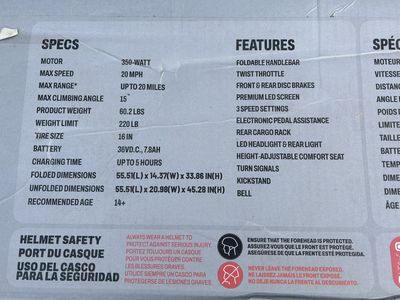 SPECS
MOTOR 350-WATT
MAX SPEED 20 MPH
MAX RANGE* UP TO 20 MILES
MAX CLIMBING ANGLE 15°
PRODUCT WEIGHT 60.2 LBS
WEIGHT LIMIT 220 LB
TIRE SIZE 16 IN
BATTERY 36VDC., 7.8AH
CHARGING TIME UP TO 5 HOURS
FOLDED DIMENSIONS 55.51(L) x 14.37(W) x 33.86 IN(H)
UNFOLDED DIMENSIONS 55.51(L) x 20.98(W) x 45.28 IN(H)
RECOMMENDED AGE 14+
FEATURES
FOLDABLE HANDLEBAR
TWIST THROTTLE
FRONT & REAR DISC BRAKES
PREMIUM LED SCREEN
3 SPEED SETTINGS
ELECTRONIC PEDAL ASSISTANCE
REAR CARGO RACK
LED HEADLIGHT & REAR LIGHT
HEIGHT-ADJUSTABLE COMFORT SEAT
TURN SIGNALS
KICKSTAND
BELL
SPÉC
MOTEUR
VITESSE
DISTANC
ANGLE
POIDS
LIMITE
TAILLE
BATTE
TEMP
DIME
DIM
ÂGE
HELMET SAFETY
PORT DU CASQUE
USO DEL CASCO
PARA LA SEGURIDAD
ALWAYS WEAR A HELMET TO
PROTECT AGAINST SERIOUS INJURY.
PORTEZ TOUJOURS UN CASQUE
POUR VOUS PROTÉGER CONTRE
LES BLESSURES GRAVES.
UTILICE SIEMPRE UN CASCO PARA
PROTEGERSE DE LESIONES GRAVES.
ENSURE THAT THE FOREHEAD IS PROTECTED.
ASSUREZ-VOUS QUE LE FRONT EST PROTÉGÉ.
ASEGÚRESE DE QUE LA FRENTE ESTÉ PROTEGIDA.
NEVER LEAVE THE FOREHEAD EXPOSED.
NE LAISSEZ JAMAIS LE FRONT EXPOSÉ.
NO DEJE NUNCA LA FRENTE AL DESCUBIERTO.